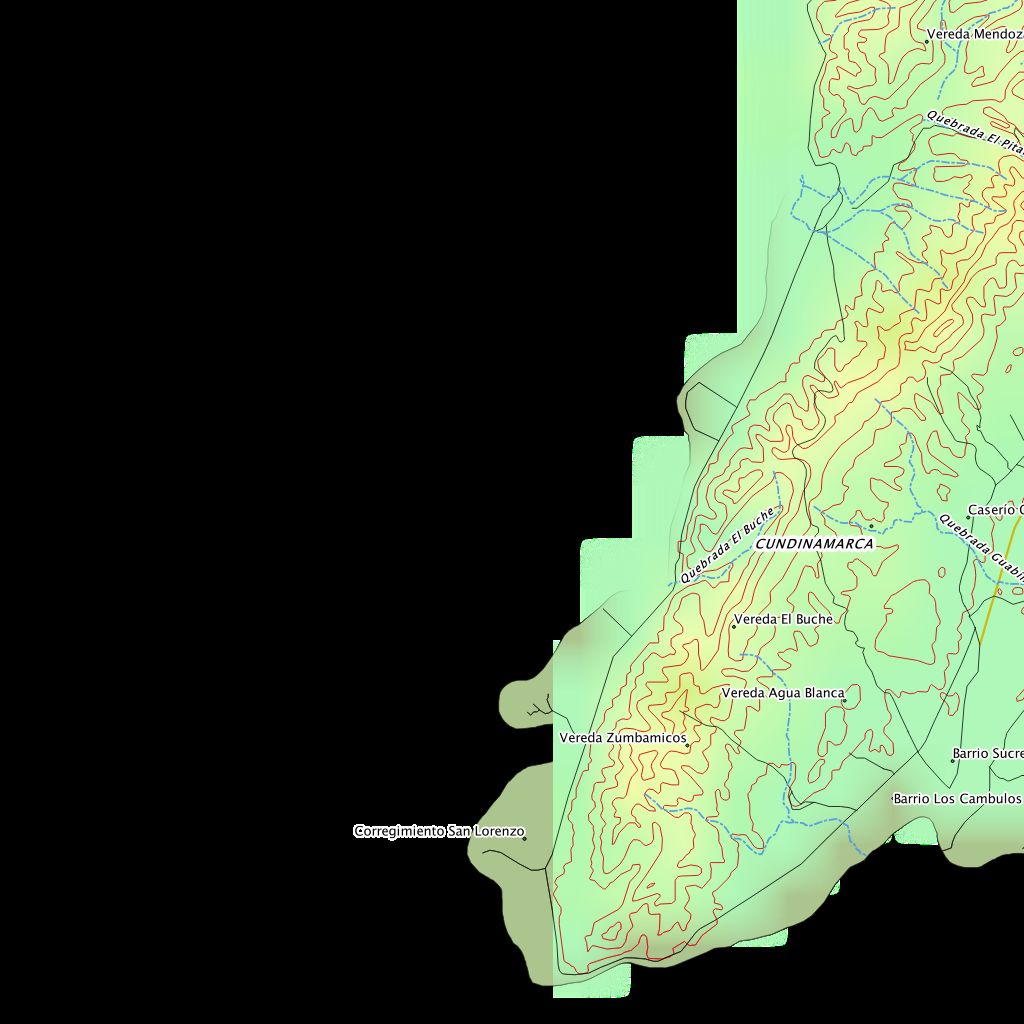 Vereda Mendoza
Quebrada El Pita
Caserío
Quebrada El Buche
CUNDINAMARCA
Quebrada Guabin
Vereda El Buche
Vereda Agua Blanca
Vereda Zumbamicos
Barrio Sucre
Barrio Los Cambulos
Corregimiento San Lorenzo